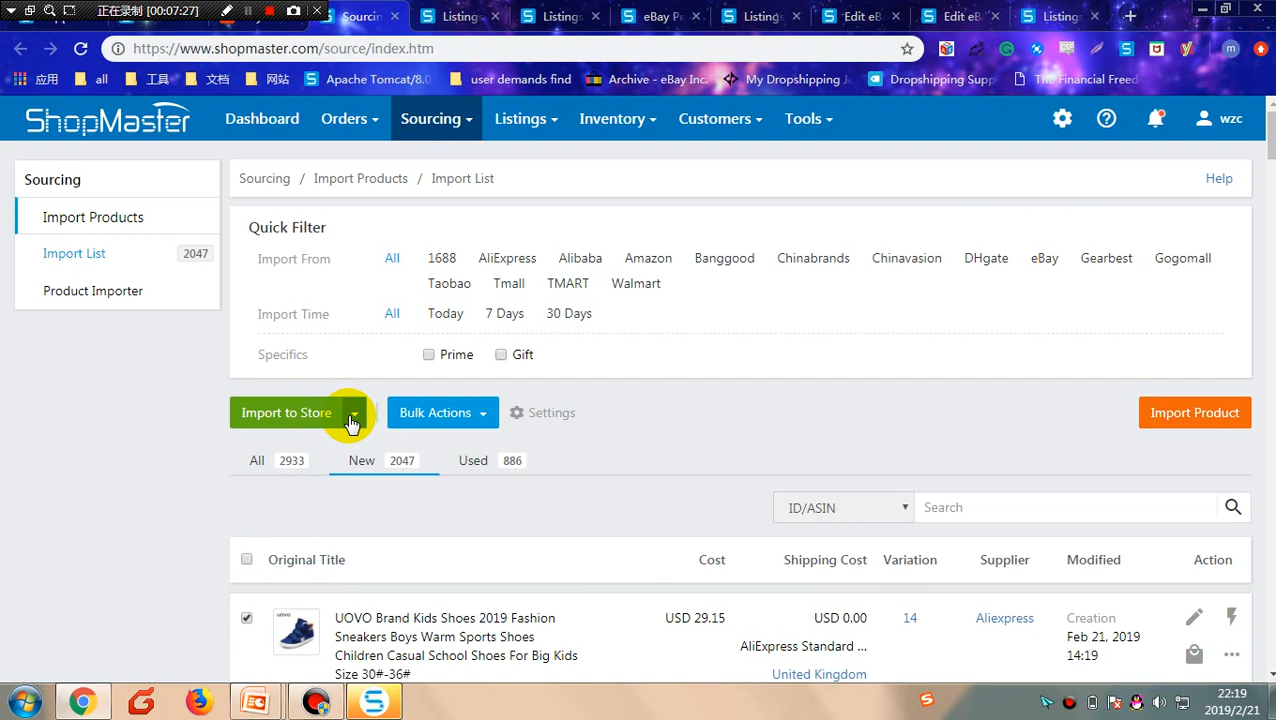 正在录制 [00:07:27]
Sourcin
Listings
Listings
eBay P
Listings
Edit eB
Edit eB
Listings
https://www.shopmaster.com/source/index.htm
m
应用 all 工具 文档 网站 Apache Tomcat/8.0 user demands find Archive - eBay Inc. My Dropshipping Dropshipping Supp The Financial Freed
ShopMaster Dashboard Orders Sourcing Listings Inventory Customers Tools wzc
Sourcing
Import Products
Import List 2047
Product Importer
Sourcing / Import Products / Import List Help
Quick Filter
Import From All 1688 AliExpress Alibaba Amazon Banggood Chinabrands Chinavasion DHgate eBay Gearbest Gogomall
Taobao Tmall TMART Walmart
Import Time All Today 7 Days 30 Days
Specifics Prime Gift
Import to Store Bulk Actions Settings Import Product
All 2933 New 2047 Used 886
ID/ASIN Search
Original Title Cost Shipping Cost Variation Supplier Modified Action
UOVO Brand Kids Shoes 2019 Fashion USD 29.15 USD 0.00 14 Aliexpress Creation
Sneakers Boys Warm Sports Shoes AliExpress Standard ... Feb 21, 2019
Children Casual School Shoes For Big Kids 14:19
Size 30#-36# United Kingdom
22:19
2019/2/21